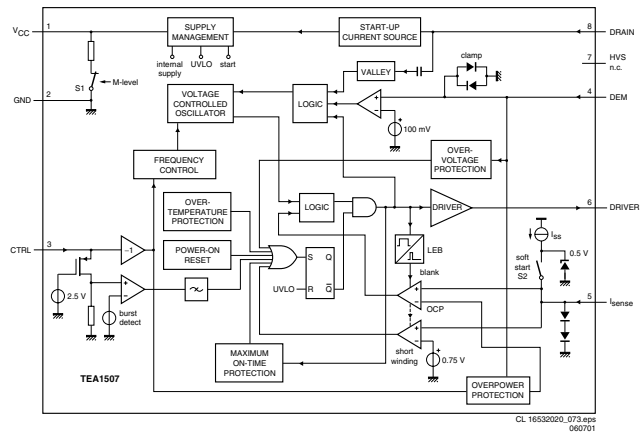 VCC 1
SUPPLY
MANAGEMENT
START-UP
CURRENT SOURCE
8 DRAIN
internal
supply
UVLO
start
clamp
7 HVS
n.c.
VALLEY
S1
M-level
GND 2
VOLTAGE
CONTROLLED
OSCILLATOR
LOGIC
4 DEM
100 mV
FREQUENCY
CONTROL
OVER-
VOLTAGE
PROTECTION
OVER-
TEMPERATURE
PROTECTION
LOGIC
DRIVER
6 DRIVER
CTRL 3
−1
POWER-ON
RESET
S Q
LEB
Iss
0.5 V
soft
start
S2
blank
2.5 V
burst
detect
UVLO
R Q
OCP
5 Isense
short
winding
0.75 V
MAXIMUM
ON-TIME
PROTECTION
TEA1507
OVERPOWER
PROTECTION
CL 16532020_073.eps
060701